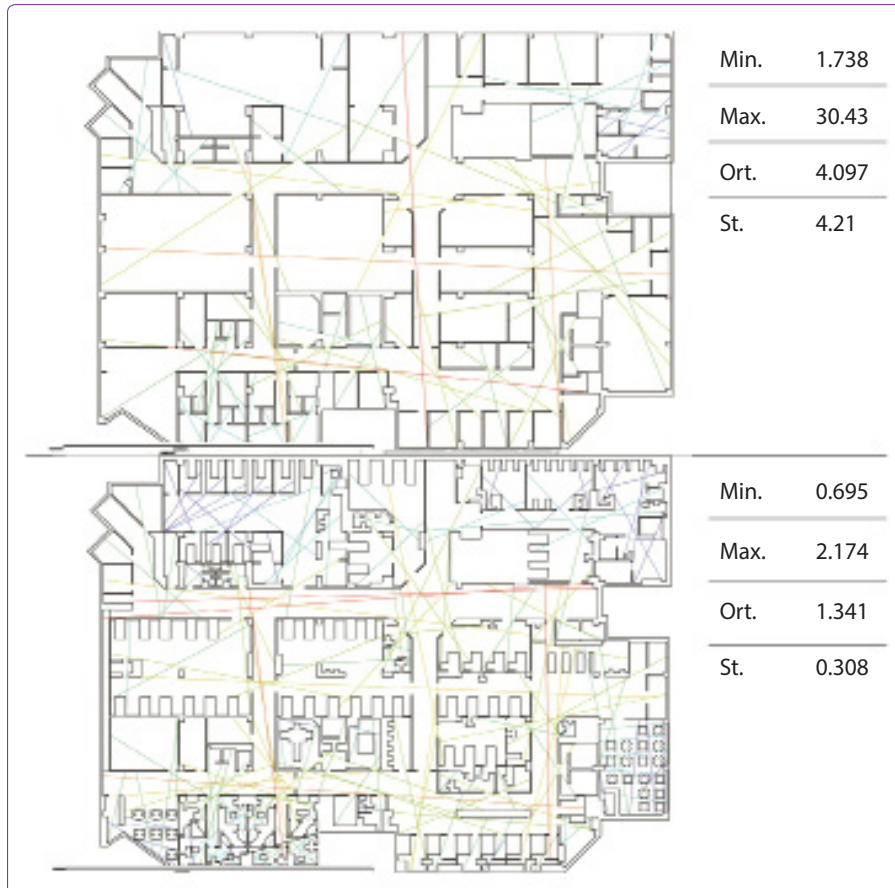 Min. 1.738
Max. 30.43
Ort. 4.097
St. 4.21
Min. 0.695
Max. 2.174
Ort. 1.341
St. 0.308